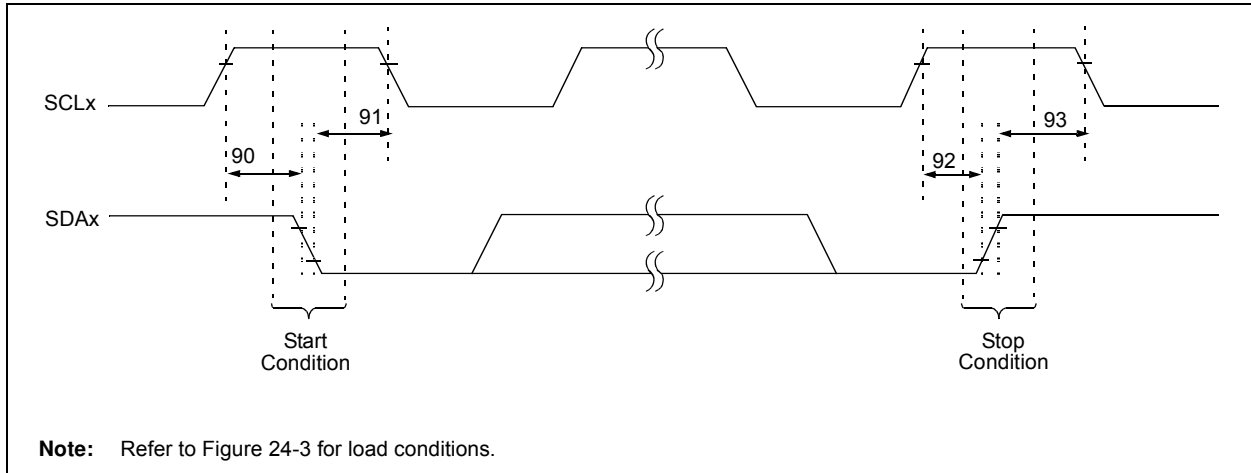 SCLx
91
93
90
92
SDAx
Start
Condition
Stop
Condition
Note: Refer to Figure 24-3 for load conditions.